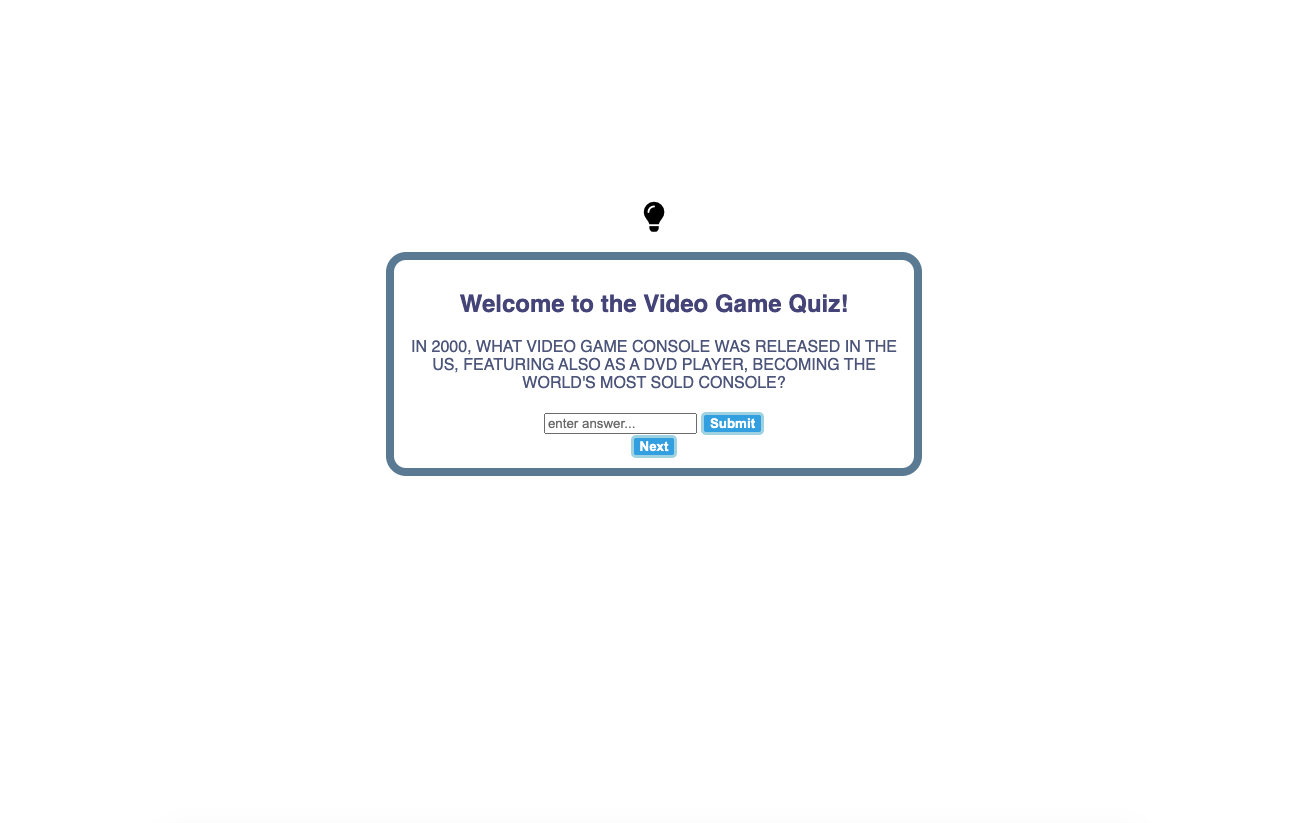 Welcome to the Video Game Quiz!
IN 2000, WHAT VIDEO GAME CONSOLE WAS RELEASED IN THE
US, FEATURING ALSO AS A DVD PLAYER, BECOMING THE
WORLD'S MOST SOLD CONSOLE?
enter answer... Submit
Next